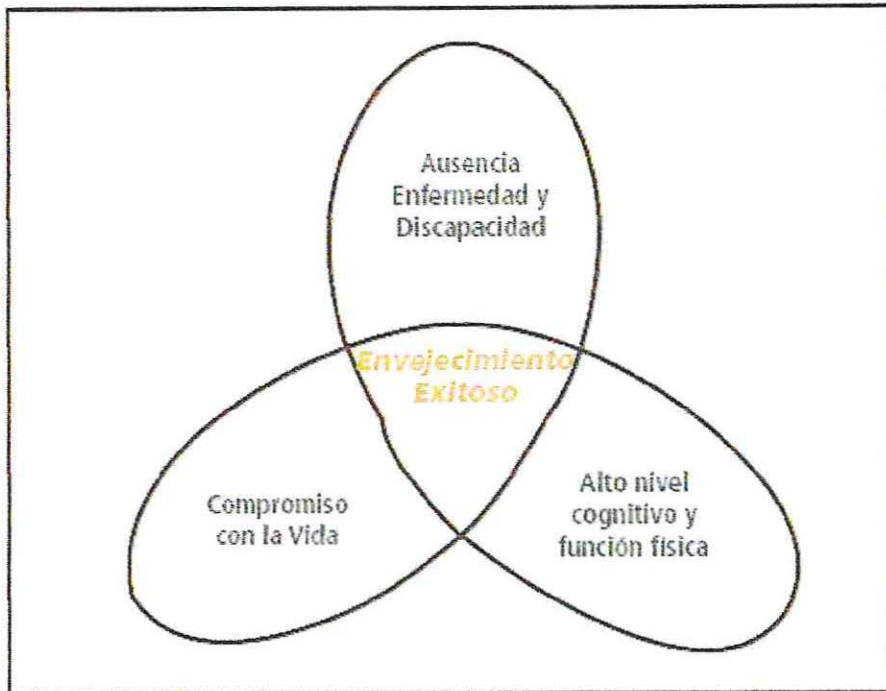 Ausencia
Enfermedad y
Discapacidad
Envejecimiento
Exitoso
Compromiso
con la Vida
Alto nivel
cognitivo y
función física